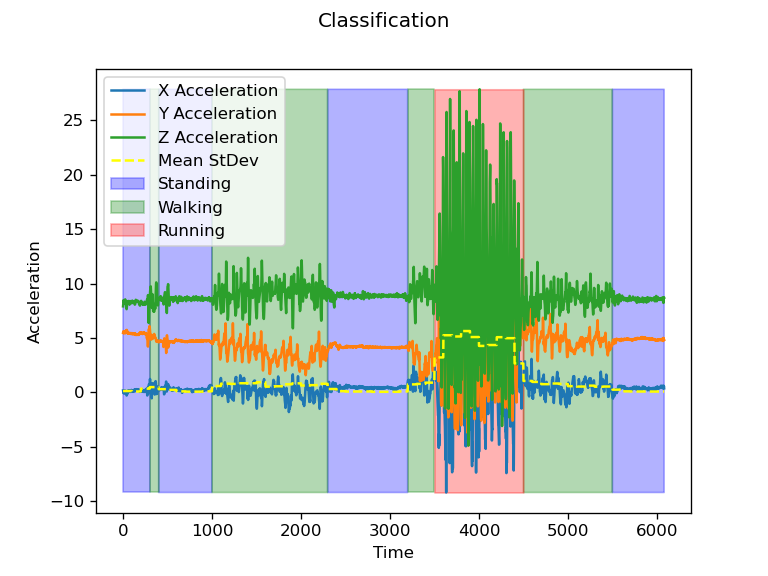 Classification
X Acceleration
Y Acceleration
Z Acceleration
Mean StDev
Standing
Walking
Running
Acceleration
25
20
15
10
5
0
−5
−10
0 1000 2000 3000 4000 5000 6000
Time